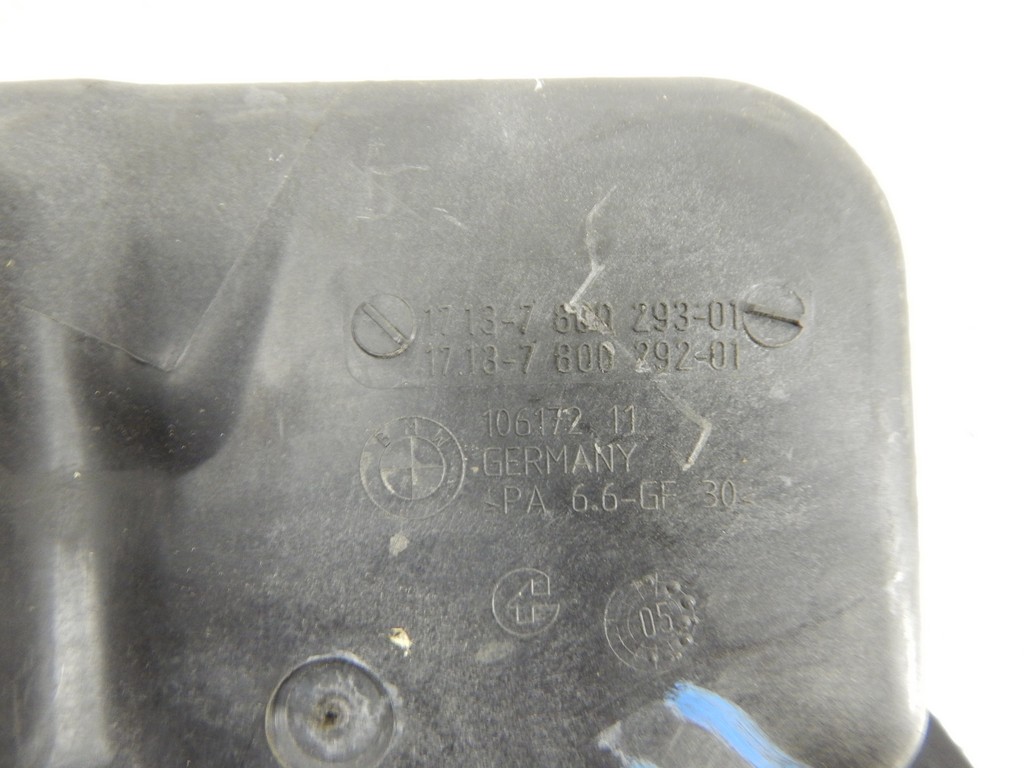 17.13-7 800 293-01
17.13-7 800 292-01
106172.11
BMW
GERMANY
>PA 6.6-GF 30<
05